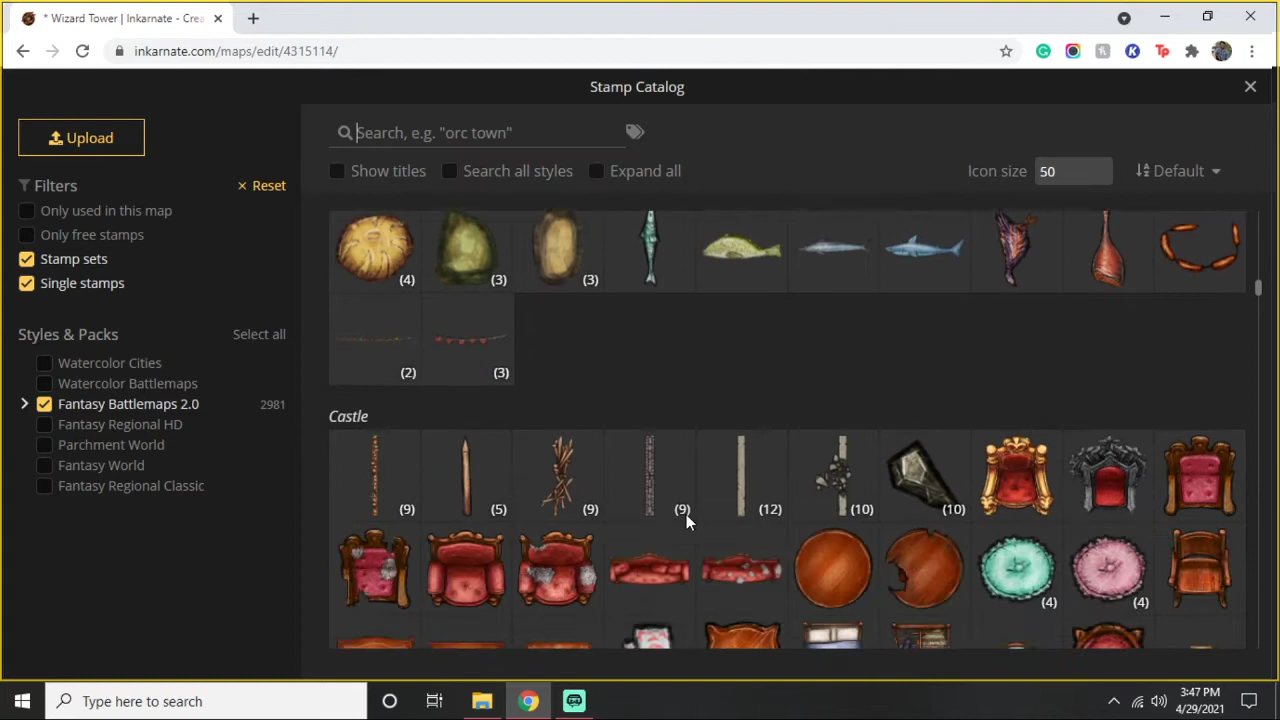 * Wizard Tower | Inkarnate - Crea
inkarnate.com/maps/edit/4315114/
Stamp Catalog
Upload
Search, e.g. "orc town"
Show titles
Search all styles
Expand all
Icon size
50
Default
Filters
Reset
Only used in this map
Only free stamps
Stamp sets
Single stamps
Styles & Packs
Select all
Watercolor Cities
Watercolor Battlemaps
Fantasy Battlemaps 2.0
2981
Fantasy Regional HD
Parchment World
Fantasy World
Fantasy Regional Classic
(4)
(3)
(3)
(2)
(3)
Castle
(9)
(5)
(9)
(9)
(12)
(10)
(10)
(4)
(4)
Type here to search
3:47 PM
4/29/2021